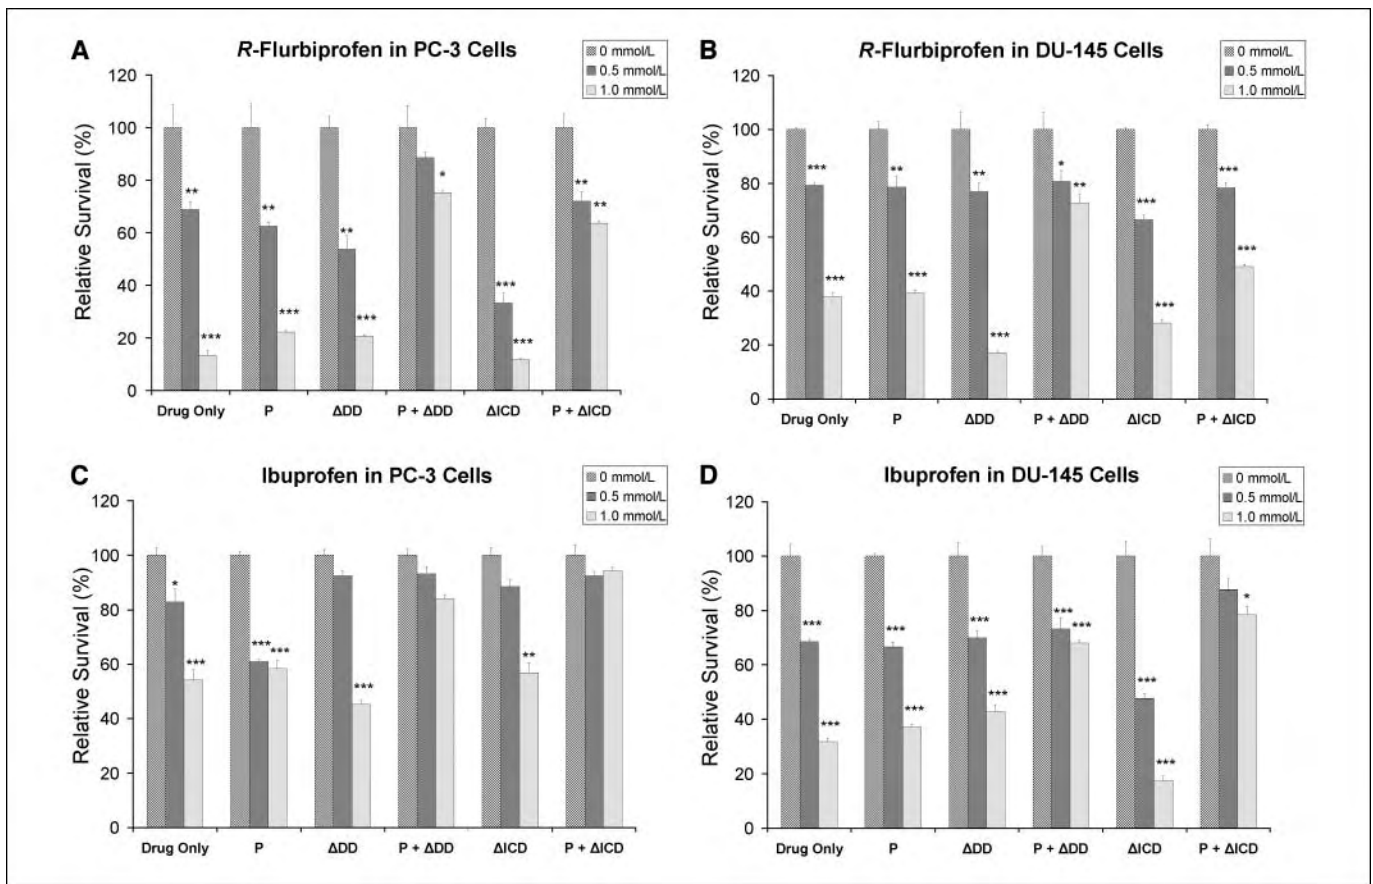 A
R-Flurbiprofen in PC-3 Cells
0 mmol/L
0.5 mmol/L
1.0 mmol/L
Relative Survival (%)
120
100
80
60
40
20
0
**
***
**
***
**
***
*
***
***
**
**
Drug Only P ΔDD P + ΔDD ΔICD P + ΔICD
B
R-Flurbiprofen in DU-145 Cells
0 mmol/L
0.5 mmol/L
1.0 mmol/L
Relative Survival (%)
120
100
80
60
40
20
0
***
***
**
***
**
***
*
**
***
***
***
***
Drug Only P ΔDD P + ΔDD ΔICD P + ΔICD
C
Ibuprofen in PC-3 Cells
0 mmol/L
0.5 mmol/L
1.0 mmol/L
Relative Survival (%)
120
100
80
60
40
20
0
*
***
***
***
***
**
Drug Only P ΔDD P + ΔDD ΔICD P + ΔICD
D
Ibuprofen in DU-145 Cells
0 mmol/L
0.5 mmol/L
1.0 mmol/L
Relative Survival (%)
120
100
80
60
40
20
0
***
***
***
***
***
***
***
***
***
***
*
Drug Only P ΔDD P + ΔDD ΔICD P + ΔICD